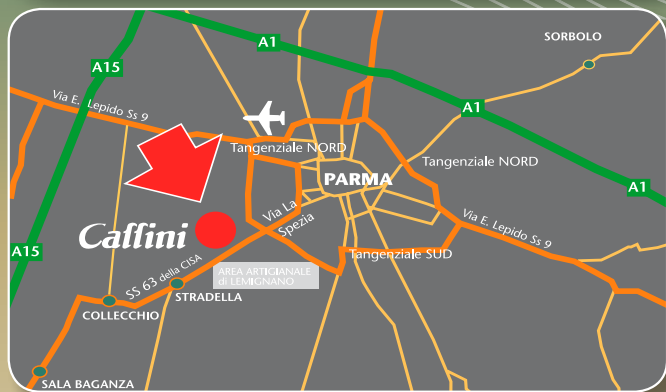 SORBOLO
A1
A15
Via E. Lepido Ss 9
A1
Tangenziale NORD
Tangenziale NORD
PARMA
A1
Via La
Spezia
Via E. Lepido Ss 9
Callini
A15
Tangenziale SUD
SS 63 della CISA
AREA ARTIGIANALE
di LEMIGNANO
STRADELLA
COLLECCHIO
SALA BAGANZA